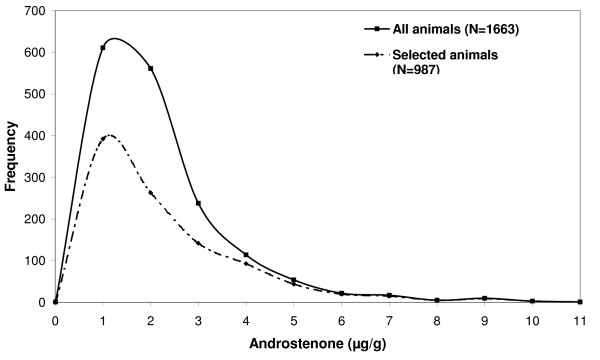 700
600
500
400
300
200
100
0
Frequency
All animals (N=1663)
Selected animals
(N=987)
0 1 2 3 4 5 6 7 8 9 10 11
Androstenone (µg/g)